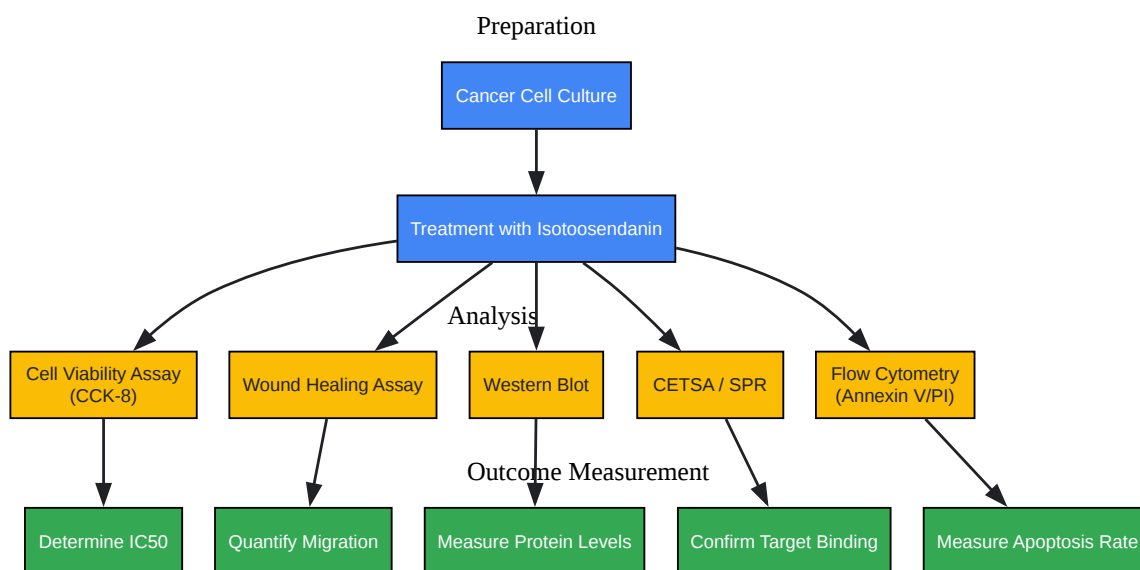 Preparation
Cancer Cell Culture
Treatment with Isotoosendanin
Analysis
Cell Viability Assay
(CCK-8)
Wound Healing Assay
Western Blot
CETSA / SPR
Flow Cytometry
(Annexin V/PI)
Outcome Measurement
Determine IC50
Quantify Migration
Measure Protein Levels
Confirm Target Binding
Measure Apoptosis Rate